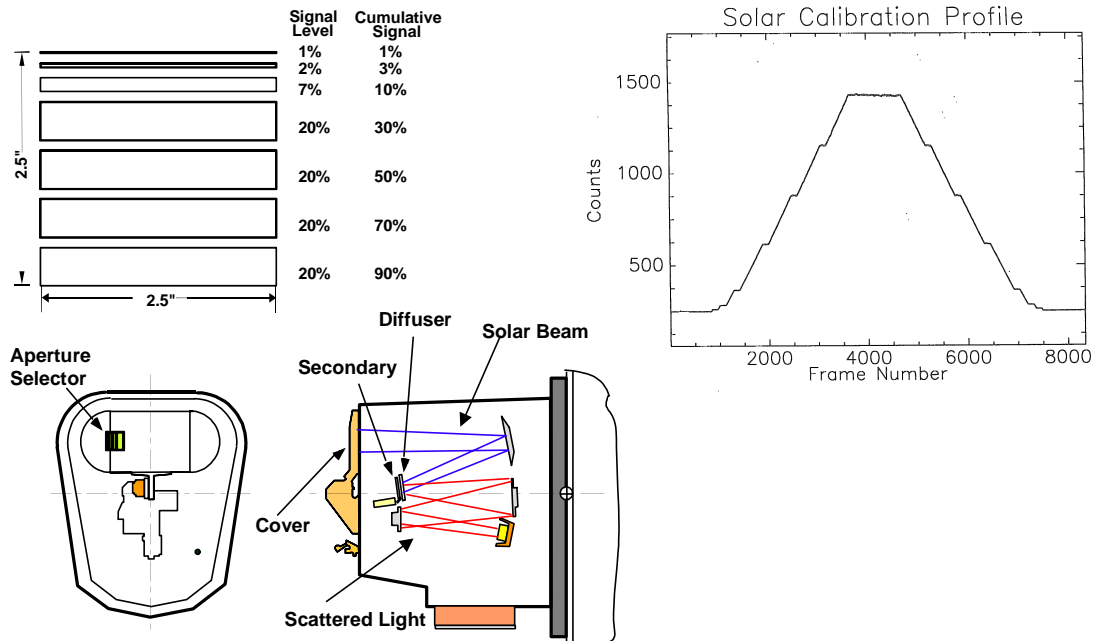 Signal Level
Cumulative Signal
1% 1%
2% 3%
7% 10%
20% 30%
20% 50%
20% 70%
20% 90%
2.5"
2.5"
Solar Calibration Profile
1500
1000
500
Counts
2000 4000 6000 8000
Frame Number
Aperture Selector
Diffuser
Solar Beam
Secondary
Cover
Scattered Light